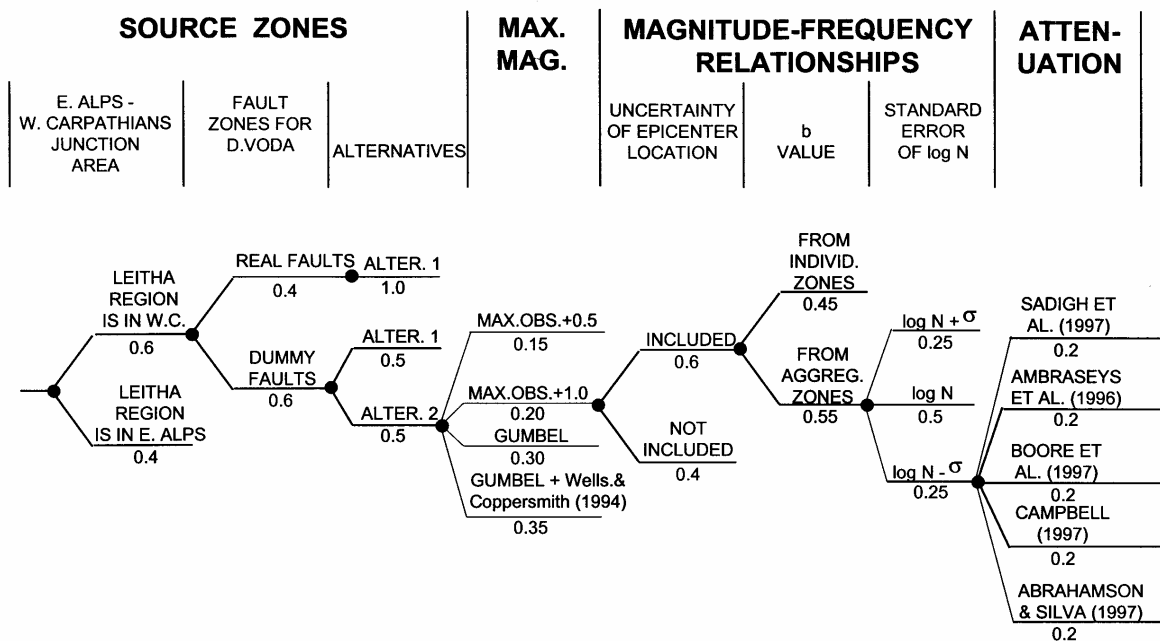 SOURCE ZONES
MAX.
MAG.
MAGNITUDE-FREQUENCY
RELATIONSHIPS
ATTEN-
UATION
E. ALPS -
W. CARPATHIANS
JUNCTION
AREA
FAULT
ZONES FOR
D.VODA
ALTERNATIVES
UNCERTAINTY
OF EPICENTER
LOCATION
b
VALUE
STANDARD
ERROR
OF log N
LEITHA
REGION
IS IN W.C.
0.6
LEITHA
REGION
IS IN E. ALPS
0.4
REAL FAULTS
0.4
DUMMY
FAULTS
0.6
ALTER. 1
1.0
ALTER. 1
0.5
ALTER. 2
0.5
MAX.OBS.+0.5
0.15
MAX.OBS.+1.0
0.20
GUMBEL
0.30
GUMBEL + Wells.&
Coppersmith (1994)
0.35
INCLUDED
0.6
NOT
INCLUDED
0.4
FROM
INDIVID.
ZONES
0.45
FROM
AGGREG.
ZONES
0.55
log N + σ
0.25
log N
0.5
log N - σ
0.25
SADIGH ET
AL. (1997)
0.2
AMBRASEYS
ET AL. (1996)
0.2
BOORE ET
AL. (1997)
0.2
CAMPBELL
(1997)
0.2
ABRAHAMSON
& SILVA (1997)
0.2